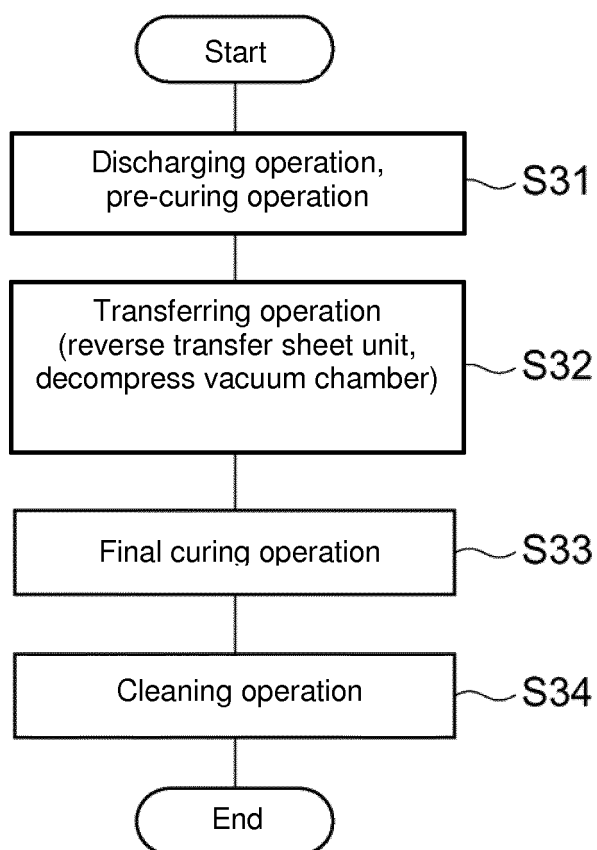 Start
Discharging operation,
pre-curing operation
S31
Transferring operation
(reverse transfer sheet unit,
decompress vacuum chamber)
S32
Final curing operation
S33
Cleaning operation
S34
End